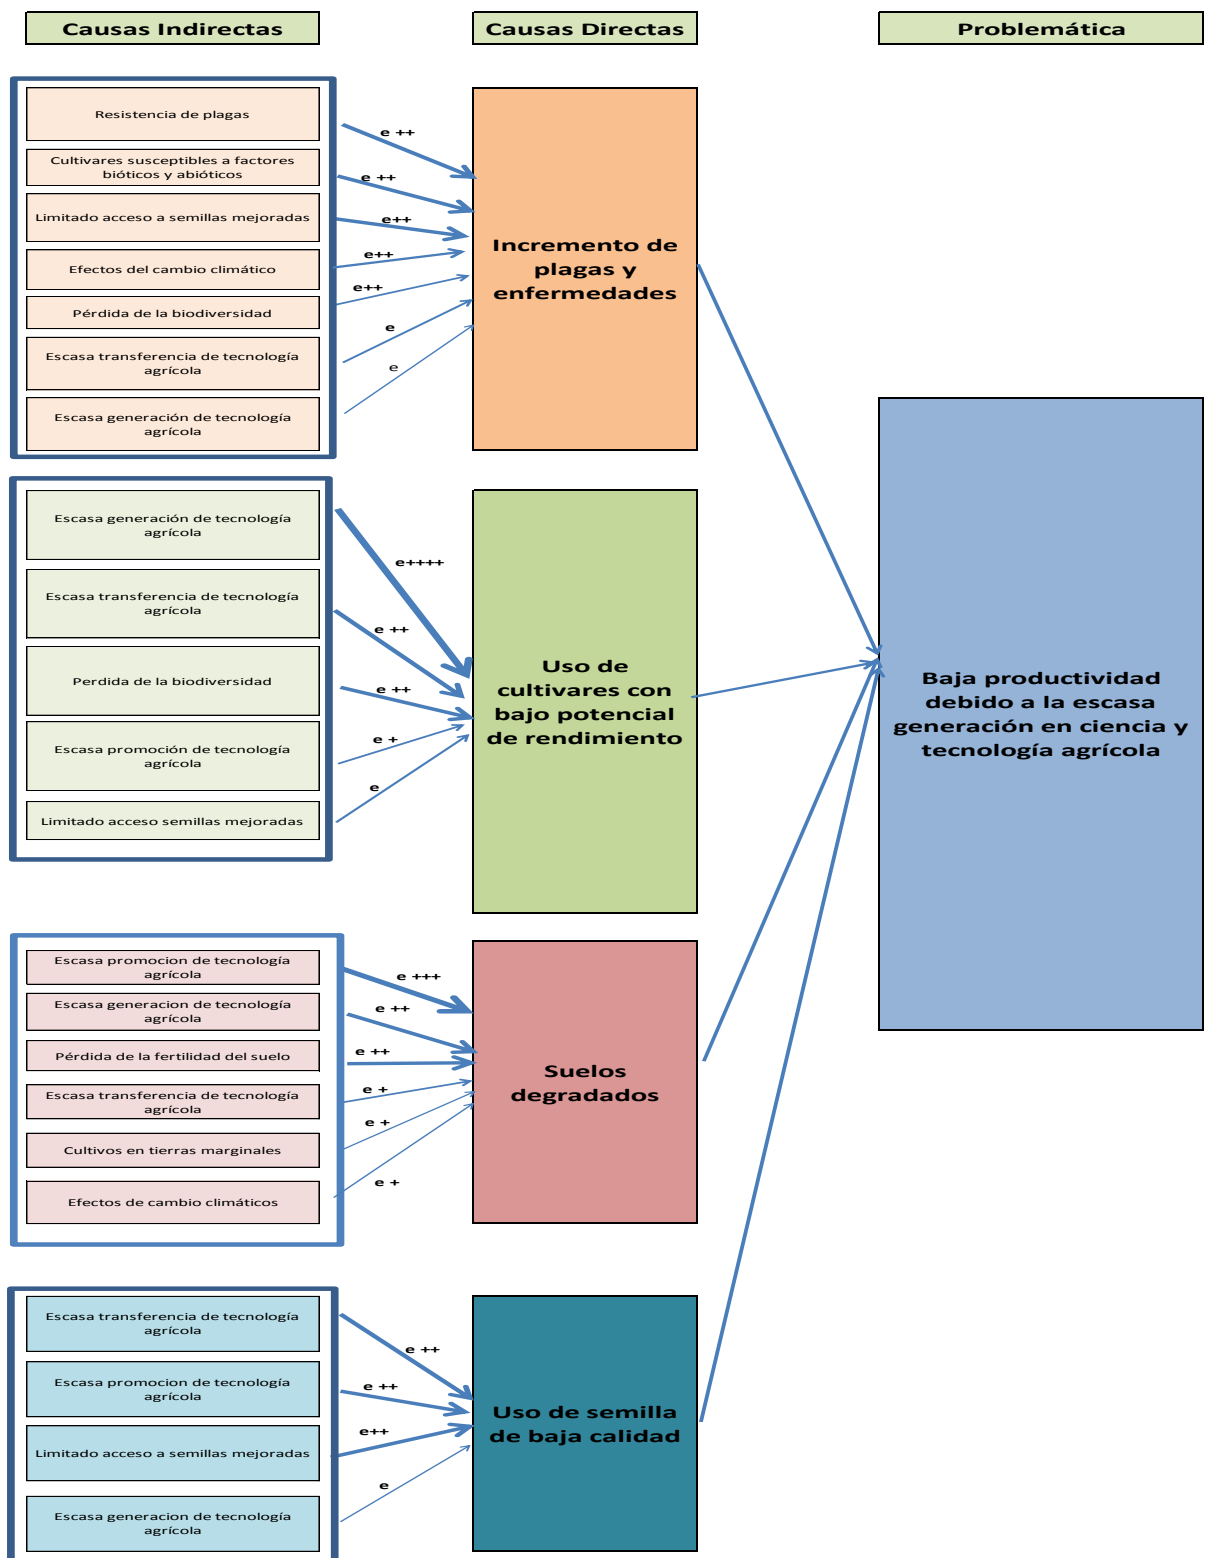 Causas Indirectas
Causas Directas
Problemática
Resistencia de plagas
Cultivares susceptibles a factores
bióticos y abióticos
Limitado acceso a semillas mejoradas
Efectos del cambio climático
Pérdida de la biodiversidad
Escasa transferencia de tecnología
agrícola
Escasa generación de tecnología
agrícola
e ++
e ++
e++
e++
e++
e
e
Incremento de
plagas y
enfermedades
Escasa generación de tecnología
agrícola
Escasa transferencia de tecnología
agrícola
Perdida de la biodiversidad
Escasa promoción de tecnología
agrícola
Limitado acceso semillas mejoradas
e++++
e ++
e ++
e +
e
Uso de
cultivares con
bajo potencial
de rendimiento
Baja productividad
debido a la escasa
generación en ciencia y
tecnología agrícola
Escasa promocion de tecnología
agrícola
Escasa generacion de tecnología
agrícola
Pérdida de la fertilidad del suelo
Escasa transferencia de tecnología
agrícola
Cultivos en tierras marginales
Efectos de cambio climáticos
e +++
e ++
e ++
e +
e +
e +
Suelos
degradados
Escasa transferencia de tecnología
agrícola
Escasa promocion de tecnología
agrícola
Limitado acceso a semillas mejoradas
Escasa generacion de tecnología
agrícola
e ++
e ++
e++
e
Uso de semilla
de baja calidad